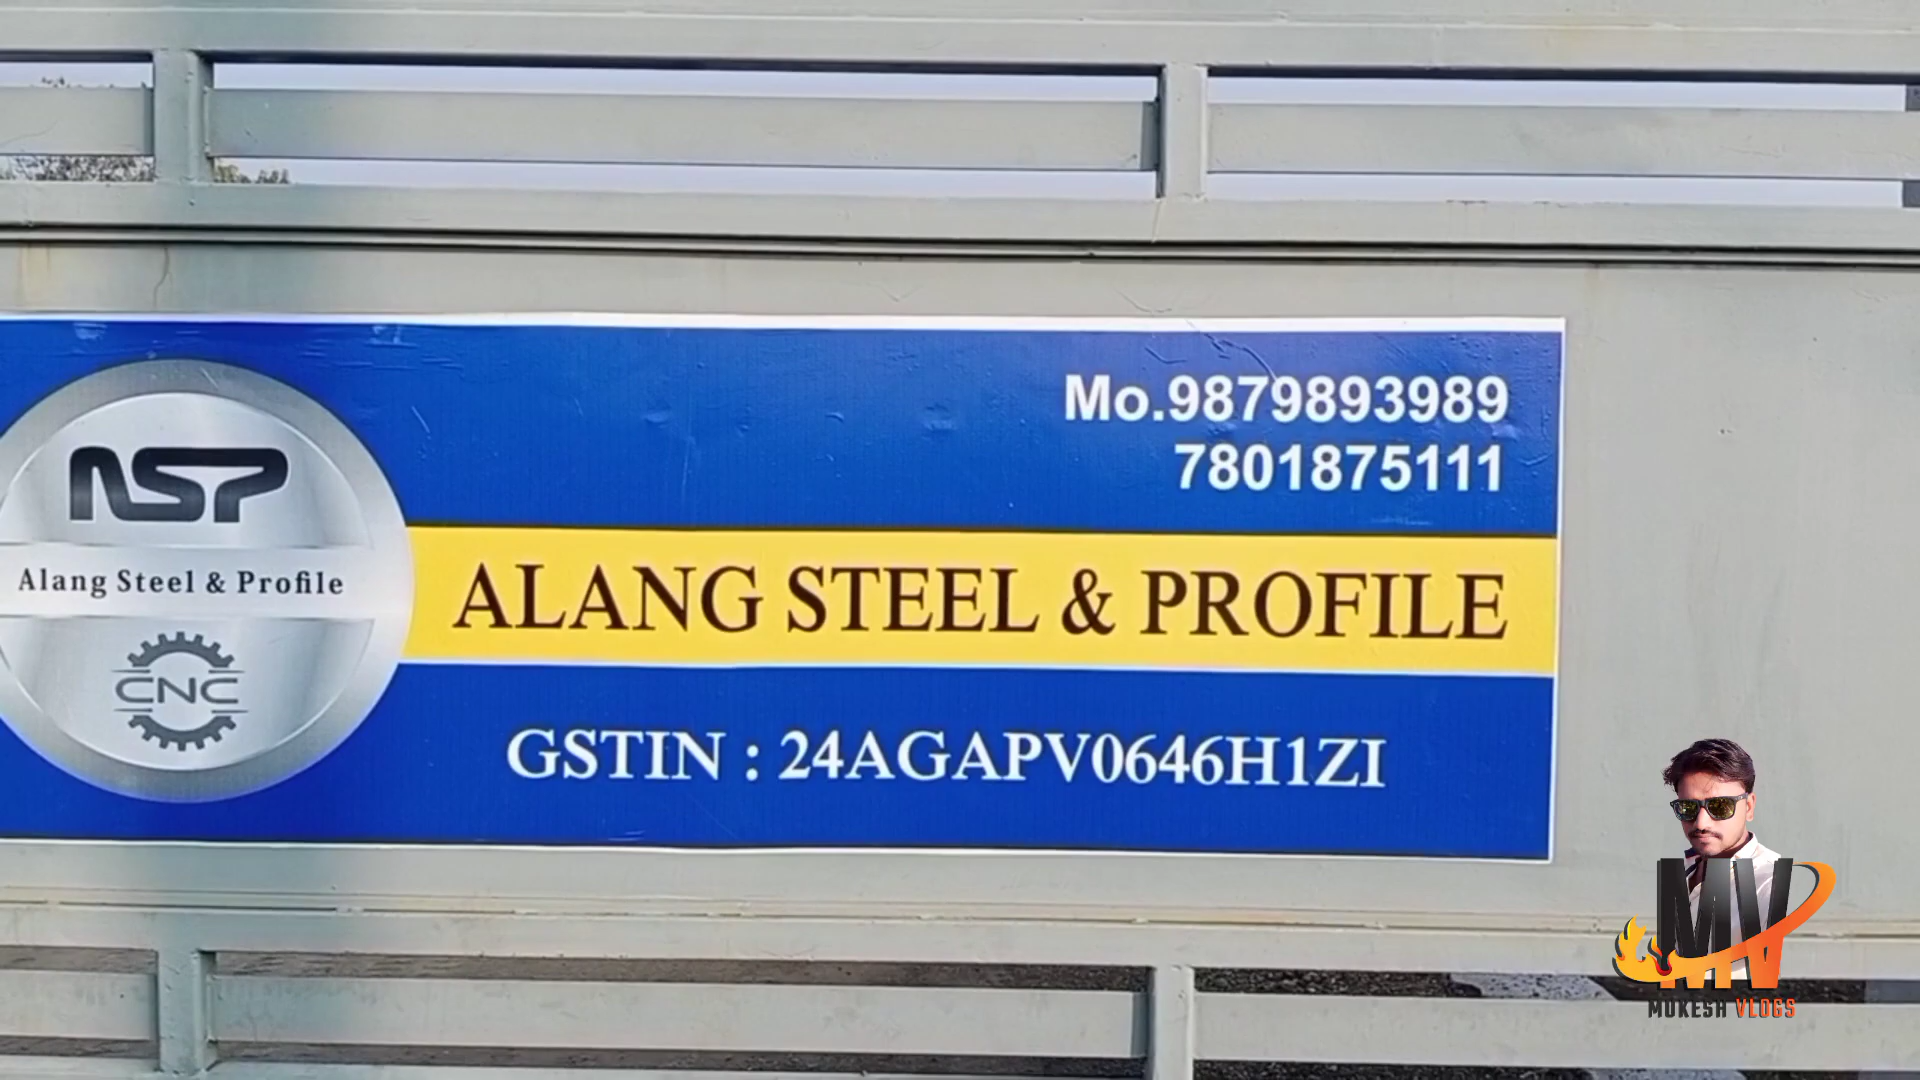 Mo.9879893989
7801875111
NSP
Alang Steel & Profile
CNC
ALANG STEEL & PROFILE
GSTIN : 24AGAPV0646H1ZI
MV
MUKESH VLOGS